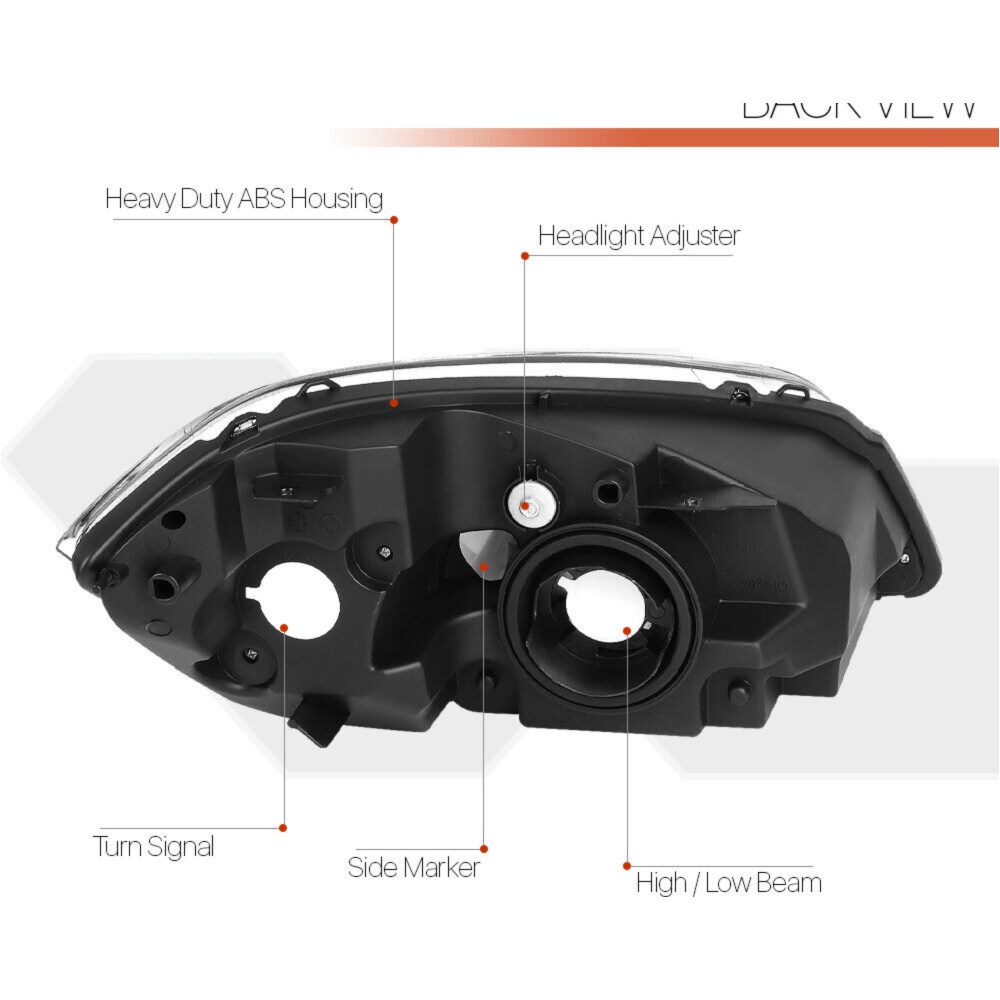 BACK VIEW
Heavy Duty ABS Housing
Headlight Adjuster
Turn Signal
Side Marker
High / Low Beam